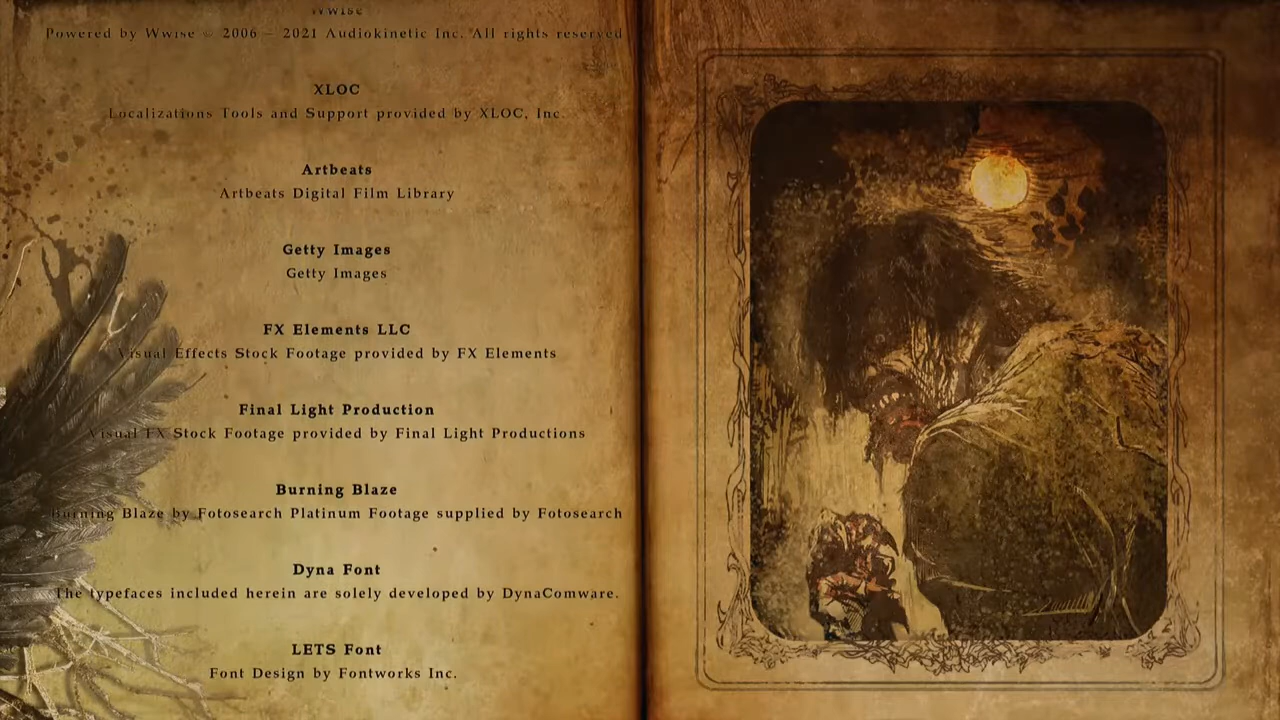 Wwise
Powered by Wwise © 2006 – 2021 Audiokinetic Inc. All rights reserved
XLOC
Localizations Tools and Support provided by XLOC, Inc.
Artbeats
Artbeats Digital Film Library
Getty Images
Getty Images
FX Elements LLC
Visual Effects Stock Footage provided by FX Elements
Final Light Production
Visual FX Stock Footage provided by Final Light Productions
Burning Blaze
Burning Blaze by Fotosearch Platinum Footage supplied by Fotosearch
Dyna Font
The typefaces included herein are solely developed by DynaComware.
LETS Font
Font Design by Fontworks Inc.